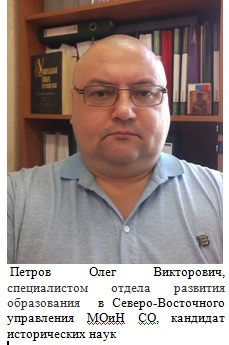 Петров Олег Викторович,
специалистом отдела развития
образования в Северо-Восточного
управления МОиН СО, кандидат
исторических наук